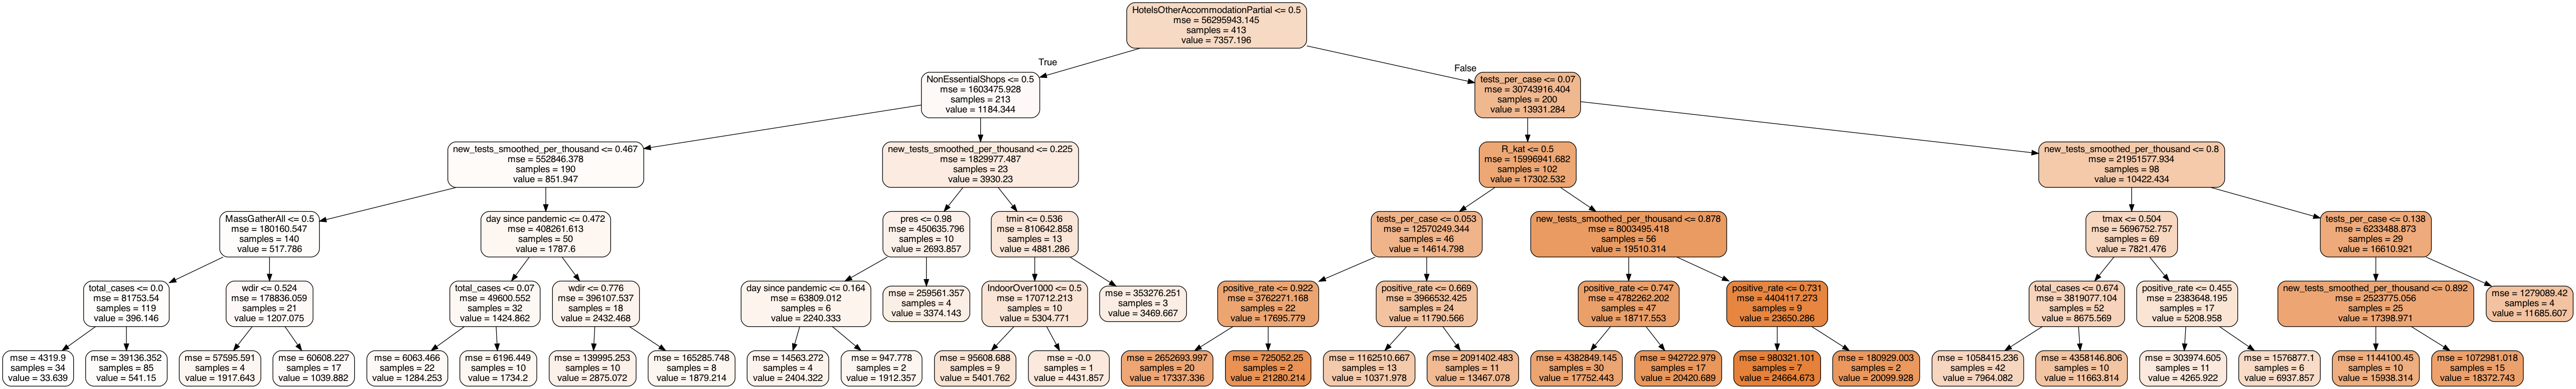 HotelsOtherAccommodationPartial <= 0.5
mse = 56295943.145
samples = 413
value = 7357.196
True
False
NonEssentialShops <= 0.5
mse = 1603475.928
samples = 213
value = 1184.344
tests_per_case <= 0.07
mse = 30743916.404
samples = 200
value = 13931.284
new_tests_smoothed_per_thousand <= 0.467
mse = 552846.378
samples = 190
value = 851.947
new_tests_smoothed_per_thousand <= 0.225
mse = 1829977.487
samples = 23
value = 3930.23
R_kat <= 0.5
mse = 15996941.682
samples = 102
value = 17302.532
new_tests_smoothed_per_thousand <= 0.8
mse = 21951577.934
samples = 98
value = 10422.434
MassGatherAll <= 0.5
mse = 180160.547
samples = 140
value = 517.786
day since pandemic <= 0.472
mse = 408261.613
samples = 50
value = 1787.6
pres <= 0.98
mse = 450635.796
samples = 10
value = 2693.857
tmin <= 0.536
mse = 810642.858
samples = 13
value = 4881.286
tests_per_case <= 0.053
mse = 12570249.344
samples = 46
value = 14614.798
new_tests_smoothed_per_thousand <= 0.878
mse = 8003495.418
samples = 56
value = 19510.314
tmax <= 0.504
mse = 5696752.757
samples = 69
value = 7821.476
tests_per_case <= 0.138
mse = 6233488.873
samples = 29
value = 16610.921
total_cases <= 0.0
mse = 81753.54
samples = 119
value = 396.146
wdir <= 0.524
mse = 178836.059
samples = 21
value = 1207.075
total_cases <= 0.07
mse = 49600.552
samples = 32
value = 1424.862
wdir <= 0.776
mse = 396107.537
samples = 18
value = 2432.468
day since pandemic <= 0.164
mse = 63809.012
samples = 6
value = 2240.333
mse = 259561.357
samples = 4
value = 3374.143
IndoorOver1000 <= 0.5
mse = 170712.213
samples = 10
value = 5304.771
mse = 353276.251
samples = 3
value = 3469.667
positive_rate <= 0.922
mse = 3762271.168
samples = 22
value = 17695.779
positive_rate <= 0.669
mse = 3966532.425
samples = 24
value = 11790.566
positive_rate <= 0.747
mse = 4782262.202
samples = 47
value = 18717.553
positive_rate <= 0.731
mse = 4404117.273
samples = 9
value = 23650.286
total_cases <= 0.674
mse = 3819077.104
samples = 52
value = 8675.569
positive_rate <= 0.455
mse = 2383648.195
samples = 17
value = 5208.958
new_tests_smoothed_per_thousand <= 0.892
mse = 2523775.056
samples = 25
value = 17398.971
mse = 1279089.42
samples = 4
value = 11685.607
mse = 4319.9
samples = 34
value = 33.639
mse = 39136.352
samples = 85
value = 541.15
mse = 57595.591
samples = 4
value = 1917.643
mse = 60608.227
samples = 17
value = 1039.882
mse = 6063.466
samples = 22
value = 1284.253
mse = 6196.449
samples = 10
value = 1734.2
mse = 139995.253
samples = 10
value = 2875.072
mse = 165285.748
samples = 8
value = 1879.214
mse = 14563.272
samples = 4
value = 2404.322
mse = 947.778
samples = 2
value = 1912.357
mse = 95608.688
samples = 9
value = 5401.762
mse = -0.0
samples = 1
value = 4431.857
mse = 2652693.997
samples = 20
value = 17337.336
mse = 725052.25
samples = 2
value = 21280.214
mse = 1162510.667
samples = 13
value = 10371.978
mse = 2091402.483
samples = 11
value = 13467.078
mse = 4382849.145
samples = 30
value = 17752.443
mse = 942722.979
samples = 17
value = 20420.689
mse = 980321.101
samples = 7
value = 24664.673
mse = 180929.003
samples = 2
value = 20099.928
mse = 1058415.236
samples = 42
value = 7964.082
mse = 4358146.806
samples = 10
value = 11663.814
mse = 303974.605
samples = 11
value = 4265.922
mse = 1576877.1
samples = 6
value = 6937.857
mse = 1144100.45
samples = 10
value = 15938.314
mse = 1072981.018
samples = 15
value = 18372.743